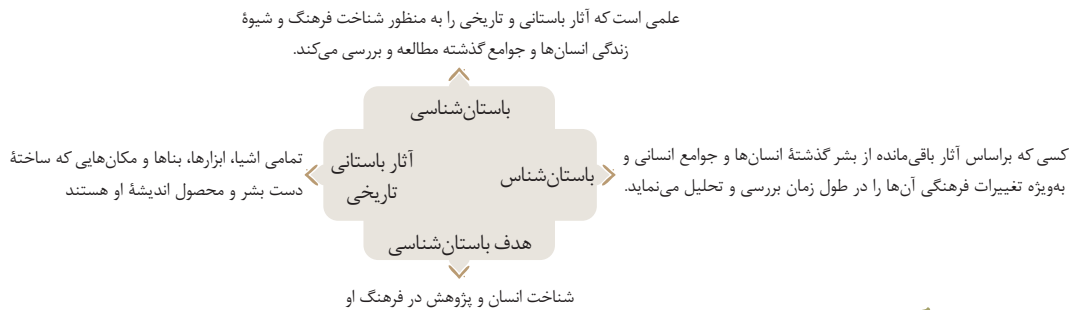 علمی است که آثار باستانی و تاریخی را به منظور شناخت فرهنگ و شیوهٔ
زندگی انسان‌ها و جوامع گذشته مطالعه و بررسی می‌کند.
باستان‌شناسی
کسی که براساس آثار باقی‌مانده از بشر گذشتهٔ انسان‌ها و جوامع انسانی و
به‌ویژه تغییرات فرهنگی آن‌ها را در طول زمان بررسی و تحلیل می‌نماید.
باستان‌شناس
آثار باستانی
تاریخی
تمامی اشیا، ابزارها، بناها و مکان‌هایی که ساختهٔ
دست بشر و محصول اندیشهٔ او هستند
هدف باستان‌شناسی
شناخت انسان و پژوهش در فرهنگ او